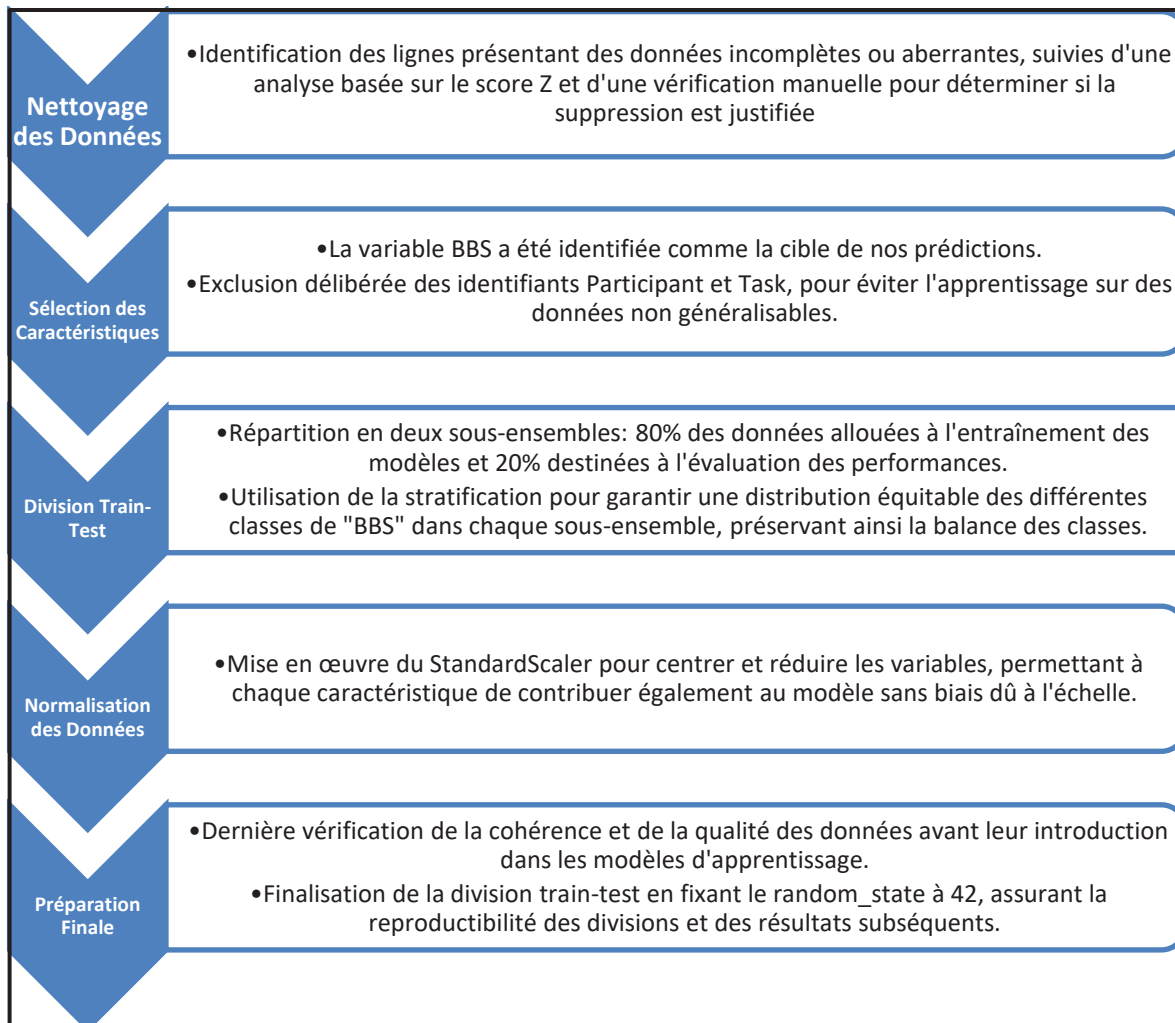 Nettoyage
des Données
•Identification des lignes présentant des données incomplètes ou aberrantes, suivies d'une
analyse basée sur le score Z et d'une vérification manuelle pour déterminer si la
suppression est justifiée
Sélection des
Caractéristiques
•La variable BBS a été identifiée comme la cible de nos prédictions.
•Exclusion délibérée des identifiants Participant et Task, pour éviter l'apprentissage sur des
données non généralisables.
Division Train-
Test
•Répartition en deux sous-ensembles: 80% des données allouées à l'entraînement des
modèles et 20% destinées à l'évaluation des performances.
•Utilisation de la stratification pour garantir une distribution équitable des différentes
classes de "BBS" dans chaque sous-ensemble, préservant ainsi la balance des classes.
Normalisation
des Données
•Mise en œuvre du StandardScaler pour centrer et réduire les variables, permettant à
chaque caractéristique de contribuer également au modèle sans biais dû à l'échelle.
Préparation
Finale
•Dernière vérification de la cohérence et de la qualité des données avant leur introduction
dans les modèles d'apprentissage.
•Finalisation de la division train-test en fixant le random_state à 42, assurant la
reproductibilité des divisions et des résultats subséquents.